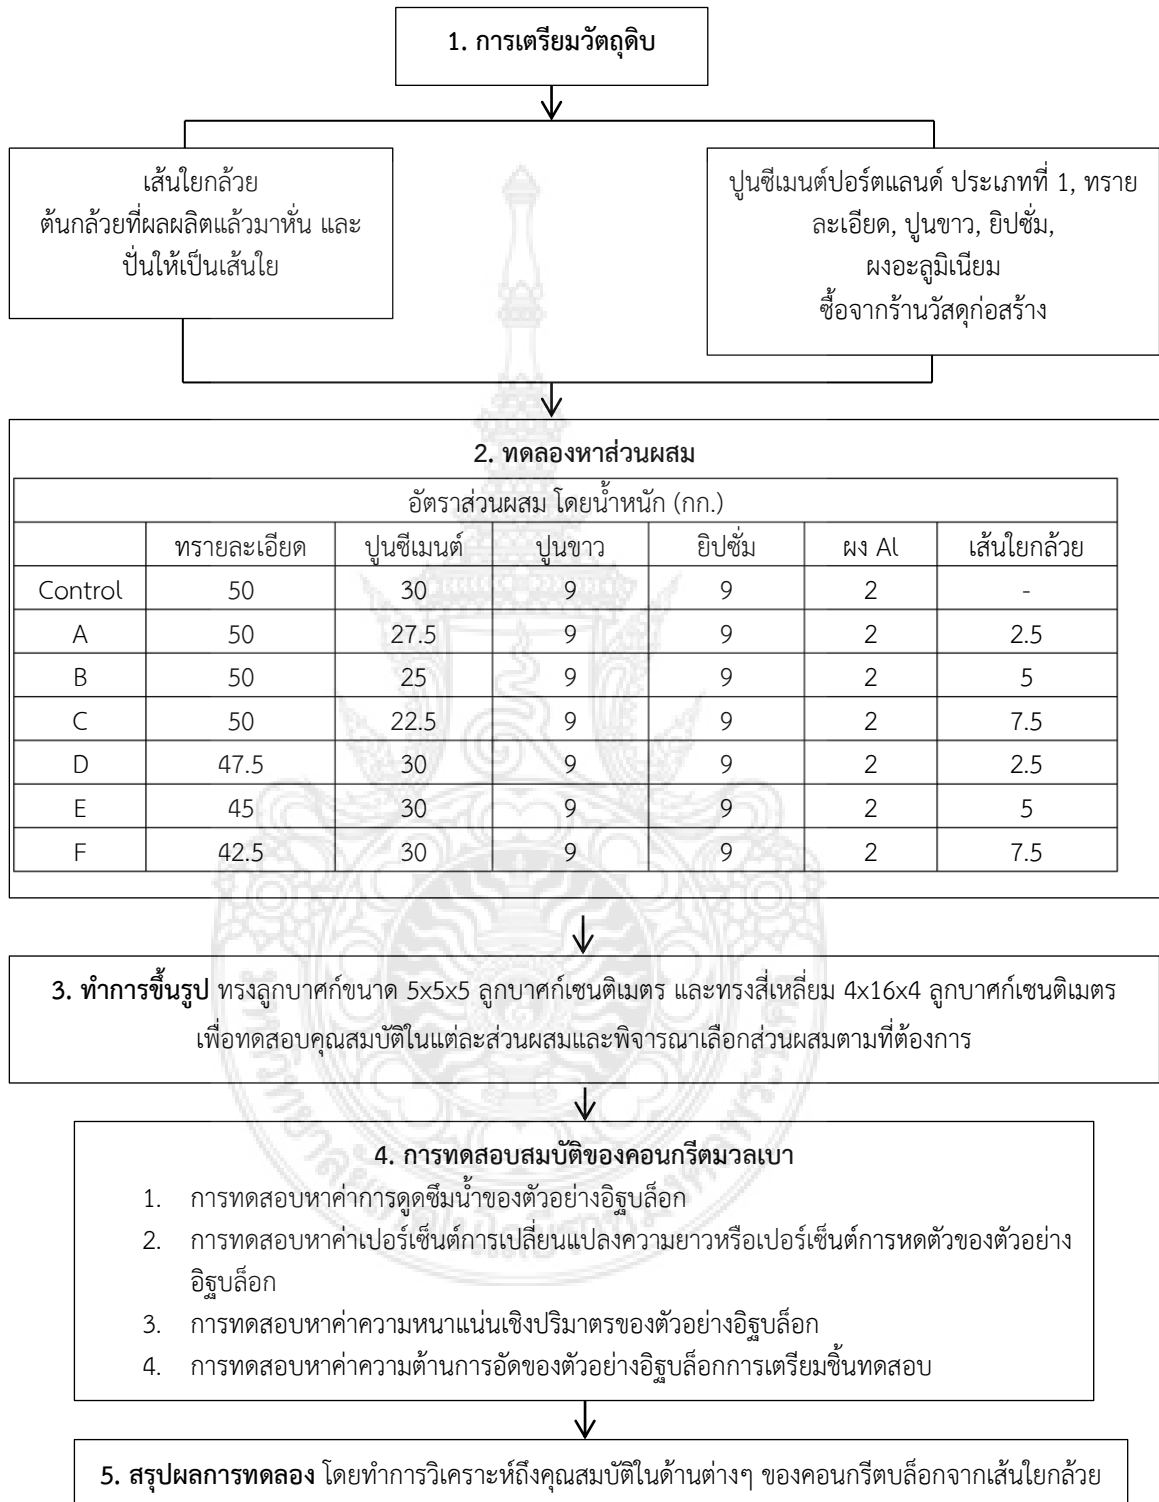 1. การเตรียมวัตถุดิบ
เส้นใยกล้วย
ต้นกล้วยที่ผลผลิตแล้วมาหั่น และ
ปั่นให้เป็นเส้นใย
ปูนซีเมนต์ปอร์ตแลนด์ ประเภทที่ 1, ทราย
ละเอียด, ปูนขาว, ยิปซั่ม,
ผงอะลูมิเนียม
ซื้อจากร้านวัสดุก่อสร้าง
2. ทดลองหาส่วนผสม
อัตราส่วนผสม โดยน้ำหนัก (กก.)
ทรายละเอียด ปูนซีเมนต์ ปูนขาว ยิปซั่ม ผง Al เส้นใยกล้วย
Control 50 30 9 9 2 -
A 50 27.5 9 9 2 2.5
B 50 25 9 9 2 5
C 50 22.5 9 9 2 7.5
D 47.5 30 9 9 2 2.5
E 45 30 9 9 2 5
F 42.5 30 9 9 2 7.5
3. ทำการขึ้นรูป ทรงลูกบาศก์ขนาด 5x5x5 ลูกบาศก์เซนติเมตร และทรงสี่เหลี่ยม 4x16x4 ลูกบาศก์เซนติเมตร
เพื่อทดสอบคุณสมบัติในแต่ละส่วนผสมและพิจารณาเลือกส่วนผสมตามที่ต้องการ
4. การทดสอบสมบัติของคอนกรีตมวลเบา
1. การทดสอบหาค่าการดูดซึมน้ำของตัวอย่างอิฐบล็อก
2. การทดสอบหาค่าเปอร์เซ็นต์การเปลี่ยนแปลงความยาวหรือเปอร์เซ็นต์การหดตัวของตัวอย่าง
อิฐบล็อก
3. การทดสอบหาค่าความหนาแน่นเชิงปริมาตรของตัวอย่างอิฐบล็อก
4. การทดสอบหาค่าความต้านการอัดของตัวอย่างอิฐบล็อกการเตรียมชิ้นทดสอบ
5. สรุปผลการทดลอง โดยทำการวิเคราะห์ถึงคุณสมบัติในด้านต่างๆ ของคอนกรีตบล็อกจากเส้นใยกล้วย